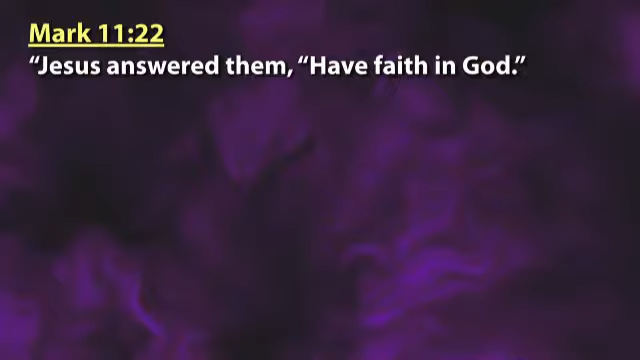 Mark 11:22
“Jesus answered them, “Have faith in God.”